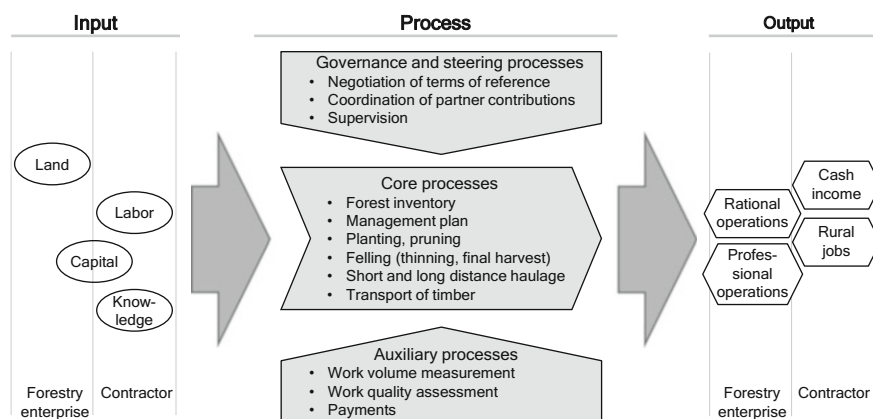 Input
Process
Output
Land
Labor
Capital
Know-
ledge
Forestry
enterprise
Contractor
Governance and steering processes
• Negotiation of terms of reference
• Coordination of partner contributions
• Supervision
Core processes
• Forest inventory
• Management plan
• Planting, pruning
• Felling (thinning, final harvest)
• Short and long distance haulage
• Transport of timber
Auxiliary processes
• Work volume measurement
• Work quality assessment
• Payments
Cash
income
Rational
operations
Rural
jobs
Profes-
sional
operations
Forestry
enterprise
Contractor